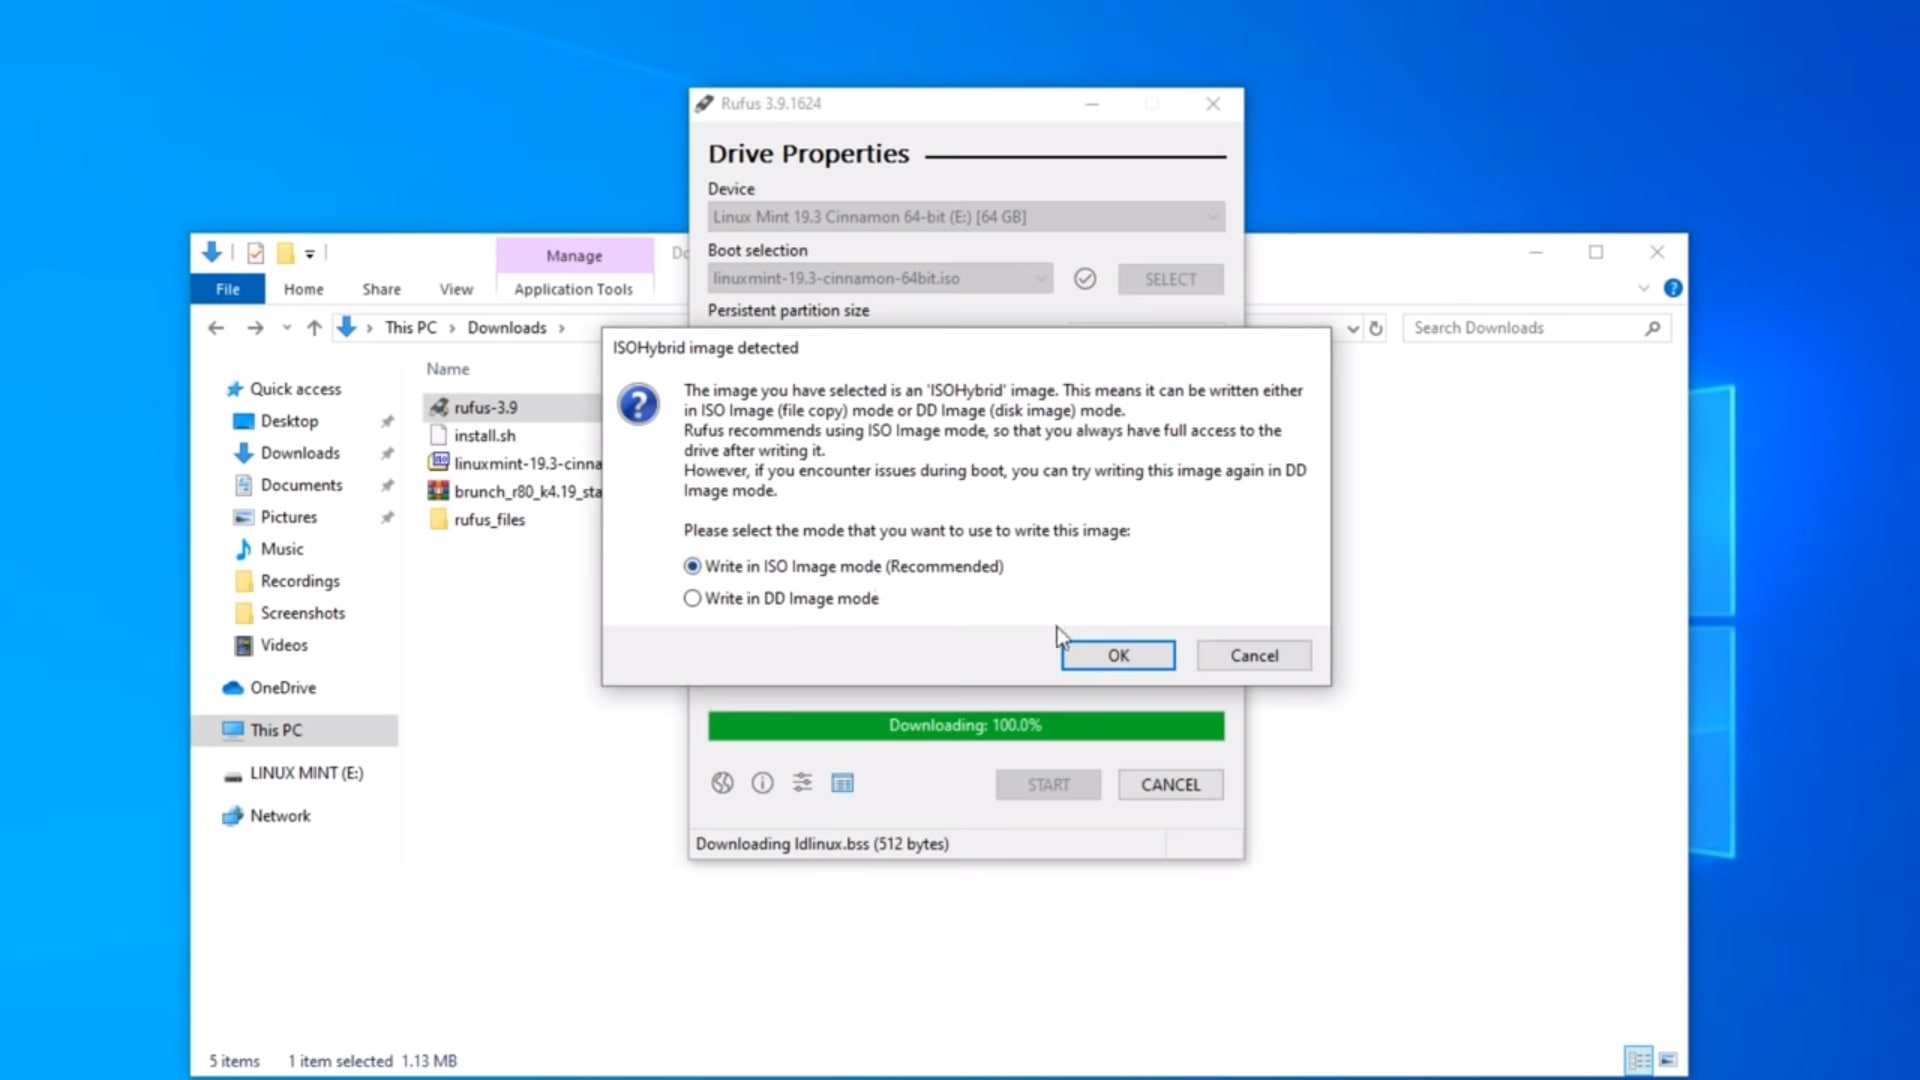 Rufus 3.9.1624
Drive Properties
Device
Linux Mint 19.3 Cinnamon 64-bit (E:) [64 GB]
Boot selection
linuxmint-19.3-cinnamon-64bit.iso
SELECT
Persistent partition size
Manage
File
Home
Share
View
Application Tools
This PC
Downloads
Search Downloads
Name
Quick access
Desktop
Downloads
Documents
Pictures
Music
Recordings
Screenshots
Videos
OneDrive
This PC
LINUX MINT (E:)
Network
rufus-3.9
install.sh
linuxmint-19.3-cinna
brunch_r80_k4.19_sta
rufus_files
ISOHybrid image detected
The image you have selected is an 'ISOHybrid' image. This means it can be written either
in ISO Image (file copy) mode or DD Image (disk image) mode.
Rufus recommends using ISO Image mode, so that you always have full access to the
drive after writing it.
However, if you encounter issues during boot, you can try writing this image again in DD
Image mode.
Please select the mode that you want to use to write this image:
Write in ISO Image mode (Recommended)
Write in DD Image mode
OK
Cancel
Downloading: 100.0%
START
CANCEL
Downloading ldlinux.bss (512 bytes)
5 items
1 item selected 1.13 MB